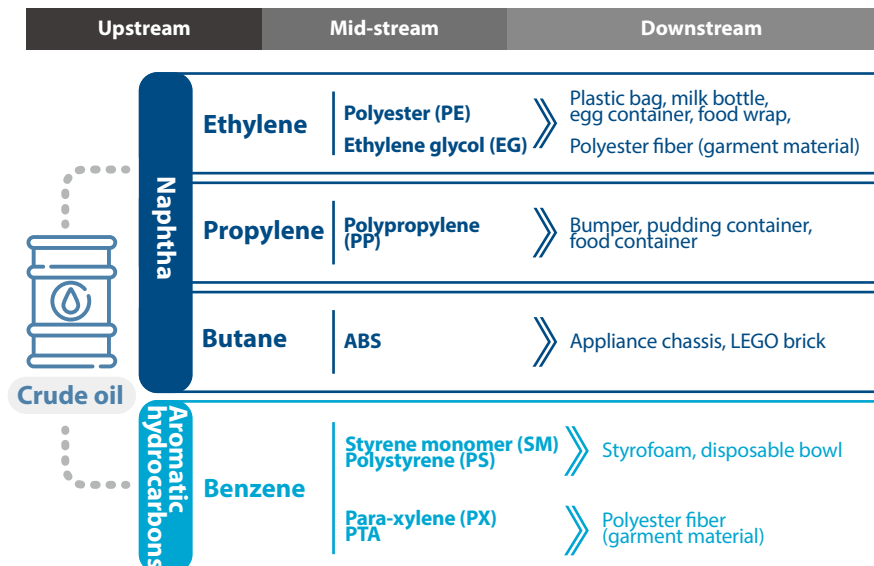 Upstream
Mid-stream
Downstream
Crude oil
Naphtha
Ethylene
Polyester (PE)
Ethylene glycol (EG)
Plastic bag, milk bottle,
egg container, food wrap,
Polyester fiber (garment material)
Propylene
Polypropylene
(PP)
Bumper, pudding container,
food container
Butane
ABS
Appliance chassis, LEGO brick
Aromatic
hydrocarbons
Benzene
Styrene monomer (SM)
Polystyrene (PS)
Styrofoam, disposable bowl
Para-xylene (PX)
PTA
Polyester fiber
(garment material)